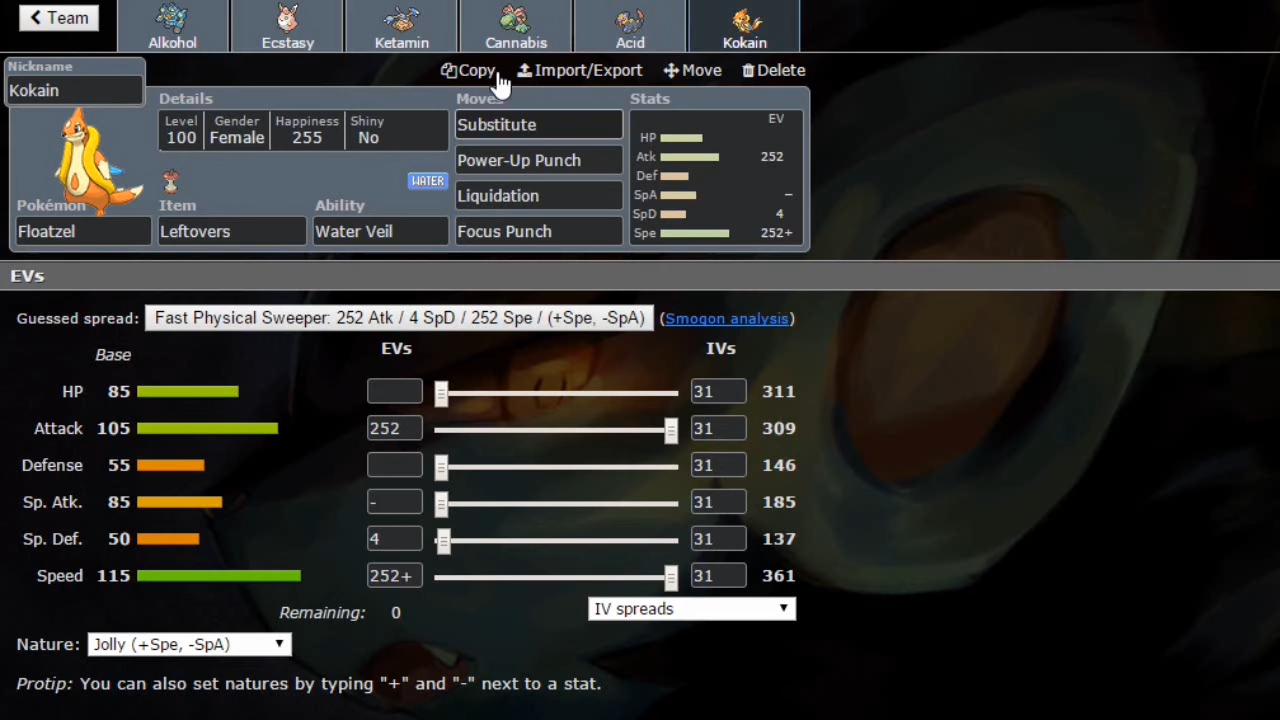 Team
Alkohol
Ecstasy
Ketamin
Cannabis
Acid
Kokain
Nickname
Kokain
Copy
Import/Export
Move
Delete
Details
Level
100
Gender
Female
Happiness
255
Shiny
No
WATER
Pokémon
Floatzel
Item
Leftovers
Ability
Water Veil
Moves
Substitute
Power-Up Punch
Liquidation
Focus Punch
Stats
EV
HP
Atk 252
Def
SpA –
SpD 4
Spe 252+
EVs
Guessed spread: Fast Physical Sweeper: 252 Atk / 4 SpD / 252 Spe / (+Spe, -SpA) (Smogon analysis)
Base EVs IVs
HP 85 31 311
Attack 105 252 31 309
Defense 55 31 146
Sp. Atk. 85 - 31 185
Sp. Def. 50 4 31 137
Speed 115 252+ 31 361
Remaining: 0
IV spreads
Nature: Jolly (+Spe, -SpA)
Protip: You can also set natures by typing "+" and "-" next to a stat.